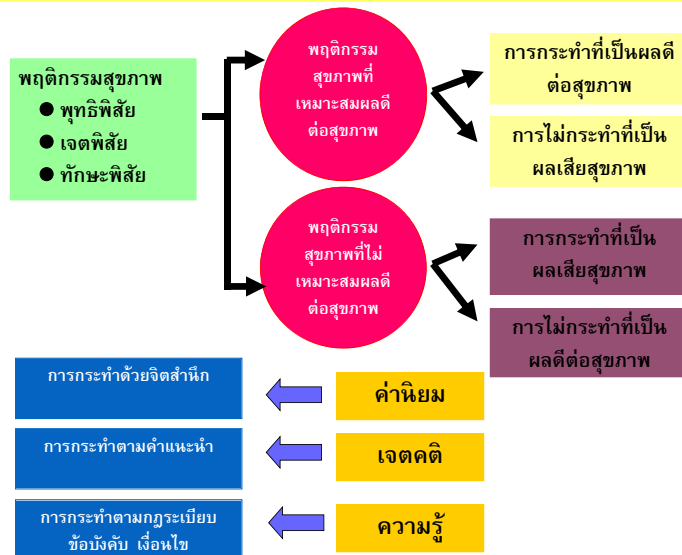 พฤติกรรมสุขภาพ
● พุทธิพิสัย
● เจตพิสัย
● ทักษะพิสัย
พฤติกรรม
สุขภาพที่
เหมาะสมผลดี
ต่อสุขภาพ
การกระทำที่เป็นผลดี
ต่อสุขภาพ
การไม่กระทำที่เป็น
ผลเสียสุขภาพ
พฤติกรรม
สุขภาพที่ไม่
เหมาะสมผลดี
ต่อสุขภาพ
การกระทำที่เป็น
ผลเสียสุขภาพ
การไม่กระทำที่เป็น
ผลดีต่อสุขภาพ
การกระทำด้วยจิตสำนึก
ค่านิยม
การกระทำตามคำแนะนำ
เจตคติ
การกระทำตามกฎระเบียบ
ข้อบังคับ เงื่อนไข
ความรู้